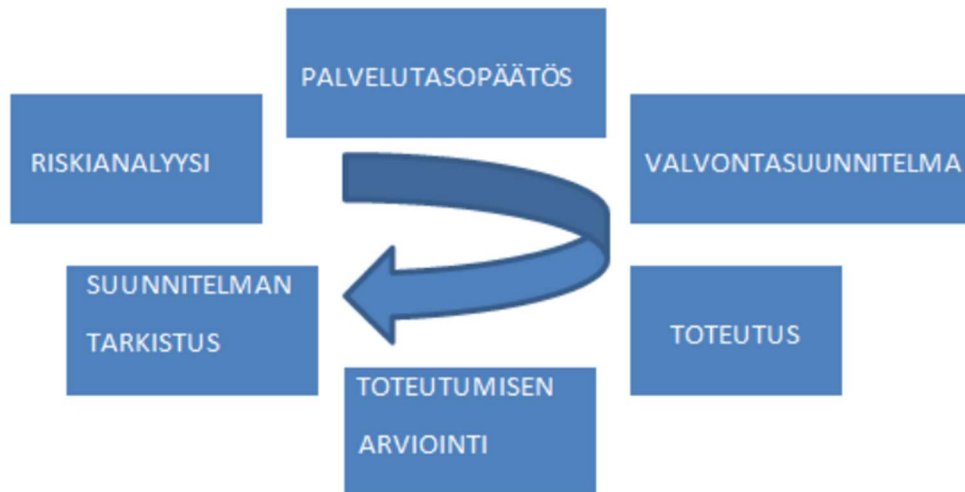 PALVELUTASOPÄÄTÖS
RISKIANALYYSI
VALVONTASUUNNITELMA
SUUNNITELMAN
TARKISTUS
TOTEUTUS
TOTEUTUMISEN
ARVIOINTI